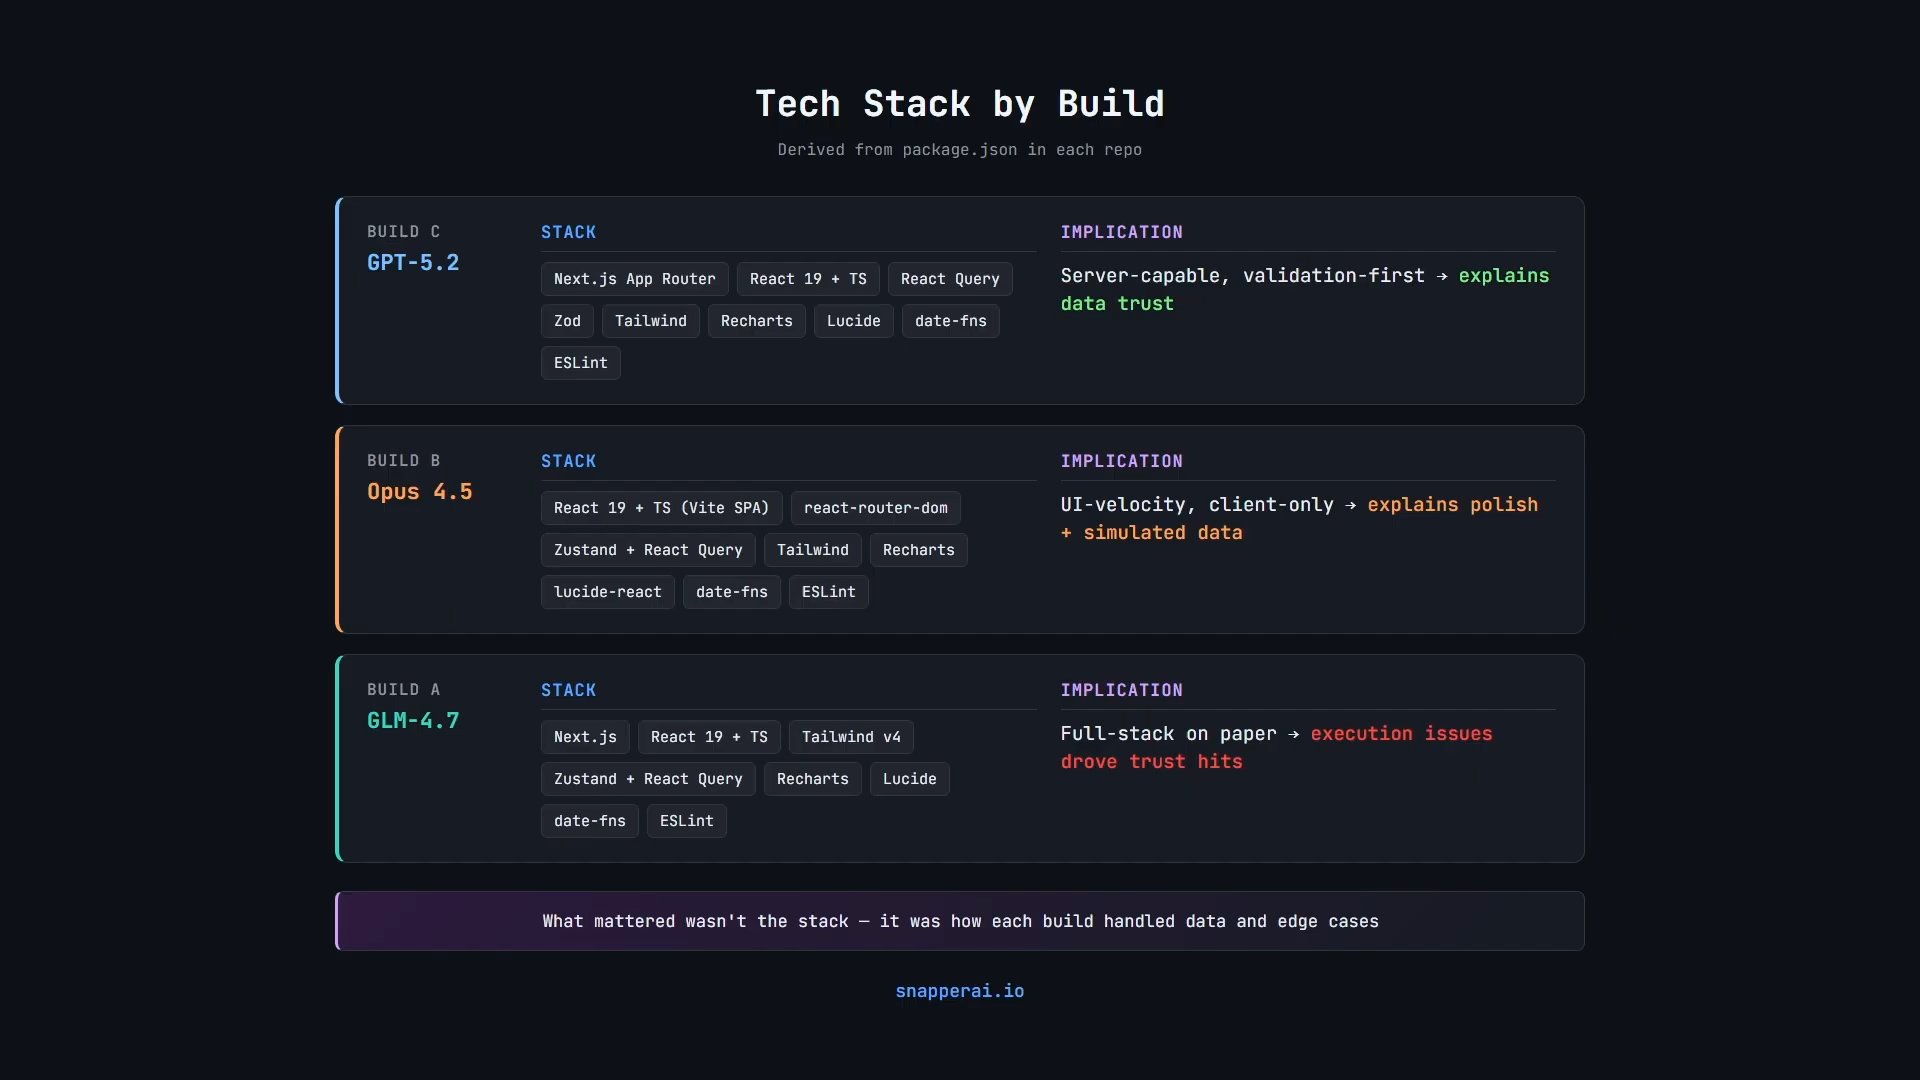 Tech Stack by Build
Derived from package.json in each repo
BUILD C
GPT-5.2
STACK
Next.js App Router React 19 + TS React Query
Zod Tailwind Recharts Lucide date-fns
ESLint
IMPLICATION
Server-capable, validation-first → explains
data trust
BUILD B
Opus 4.5
STACK
React 19 + TS (Vite SPA) react-router-dom
Zustand + React Query Tailwind Recharts
lucide-react date-fns ESLint
IMPLICATION
UI-velocity, client-only → explains polish
+ simulated data
BUILD A
GLM-4.7
STACK
Next.js React 19 + TS Tailwind v4
Zustand + React Query Recharts Lucide
date-fns ESLint
IMPLICATION
Full-stack on paper → execution issues
drove trust hits
What mattered wasn't the stack — it was how each build handled data and edge cases
snapperai.io